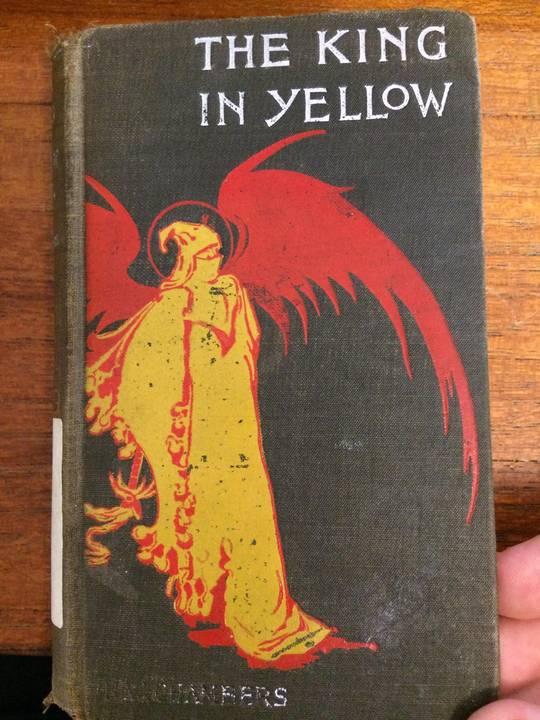 THE KING
IN YELLOW
CHAMBERS